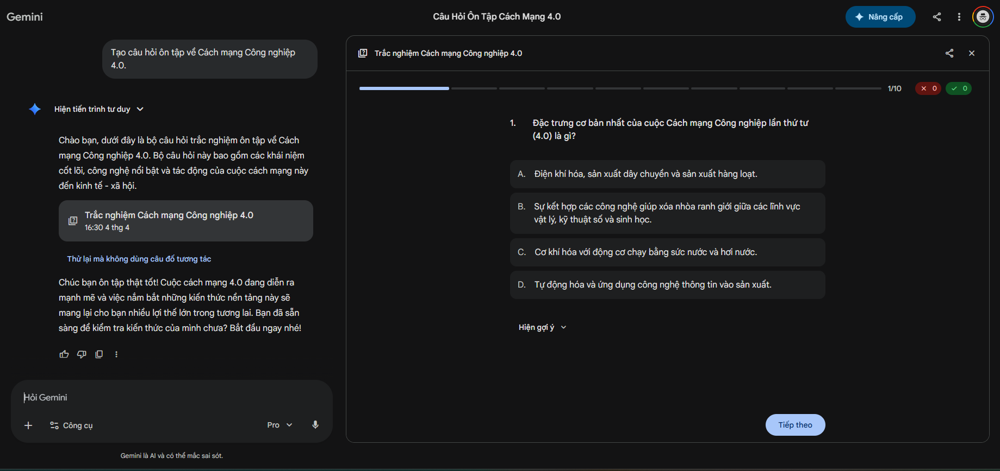 Gemini
Câu Hỏi Ôn Tập Cách Mạng 4.0
Nâng cấp
Tạo câu hỏi ôn tập về Cách mạng Công nghiệp
4.0.
Hiện tiến trình tư duy
Chào bạn, dưới đây là bộ câu hỏi trắc nghiệm ôn tập về Cách
mạng Công nghiệp 4.0. Bộ câu hỏi này bao gồm các khái niệm
cốt lõi, công nghệ nổi bật và tác động của cuộc cách mạng này
đến kinh tế - xã hội.
Trắc nghiệm Cách mạng Công nghiệp 4.0
16:30 4 thg 4
Thử lại mà không dùng câu đố tương tác
Chúc bạn ôn tập thật tốt! Cuộc cách mạng 4.0 đang diễn ra
mạnh mẽ và việc nắm bắt những kiến thức nền tảng này sẽ
mang lại cho bạn nhiều lợi thế lớn trong tương lai. Bạn đã sẵn
sàng để kiểm tra kiến thức của mình chưa? Bắt đầu ngay nhé!
Hỏi Gemini
Công cụ
Pro
Gemini là AI và có thể mắc sai sót.
Trắc nghiệm Cách mạng Công nghiệp 4.0
1/10
0
0
1. Đặc trưng cơ bản nhất của cuộc Cách mạng Công nghiệp lần thứ tư
(4.0) là gì?
A. Điện khí hóa, sản xuất dây chuyền và sản xuất hàng loạt.
B. Sự kết hợp các công nghệ giúp xóa nhòa ranh giới giữa các lĩnh vực
vật lý, kỹ thuật số và sinh học.
C. Cơ khí hóa với động cơ chạy bằng sức nước và hơi nước.
D. Tự động hóa và ứng dụng công nghệ thông tin vào sản xuất.
Hiện gợi ý
Tiếp theo